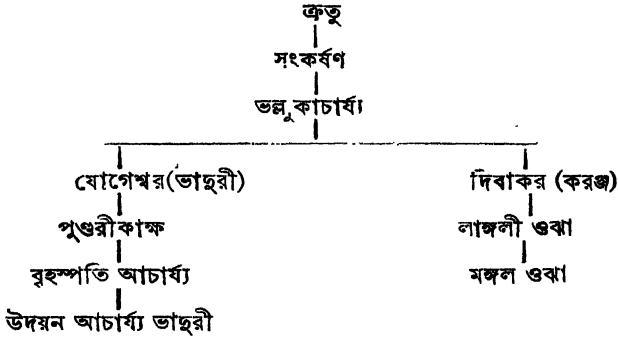 ক্রতু
সংকর্ষণ
ভল্লুকাচার্য্য
যোগেশ্বর (ভাদুরী) দিবাকর (করঞ্জ)
পুণ্ডরীকাক্ষ লাঙ্গলী ওঝা
বৃহস্পতি আচার্য্য মঙ্গল ওঝা
উদয়ন আচার্য্য ভাদুরী